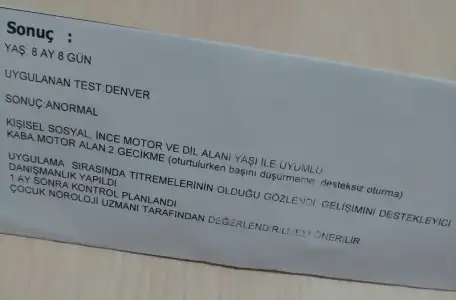 Sonuç :
YAŞ: 8 AY 8 GÜN
UYGULANAN TEST:DENVER
SONUÇ:ANORMAL
KİŞİSEL SOSYAL, İNCE MOTOR VE DİL ALANI YAŞI İLE UYUMLU
KABA MOTOR ALAN:2 GECİKME (oturtulurken başını düşürmeme, desteksiz oturma)
UYGULAMA SIRASINDA TİTREMELERİNİN OLDUĞU GÖZLENDİ. GELİŞİMİNİ DESTEKLEYİCİ
DANIŞMANLIK YAPILDI
1 AY SONRA KONTROL PLANLANDI
ÇOCUK NÖROLOJİ UZMANI TARAFINDAN DEĞERLENDİRİLMESİ ÖNERİLİR